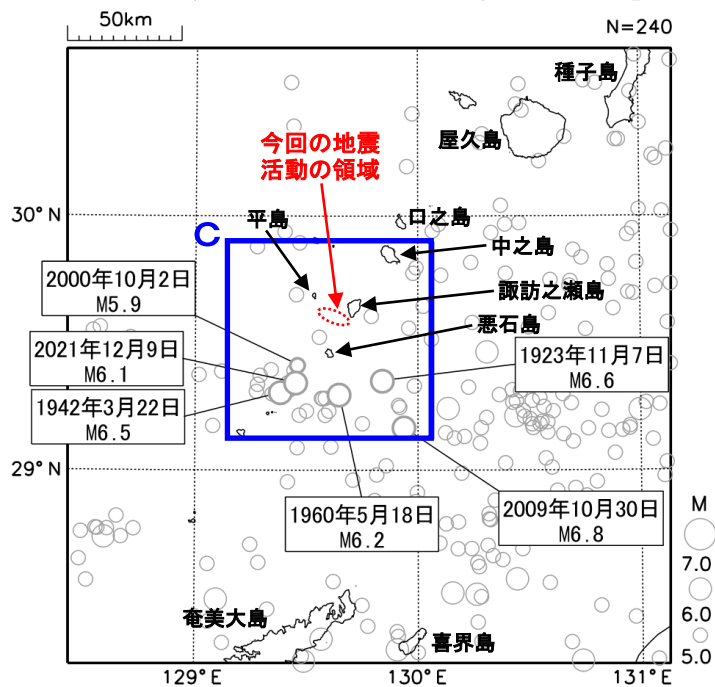 50km
N=240
種子島
屋久島
今回の地震
活動の領域
30°N
平島
口之島
C
中之島
2000年10月2日
M5.9
諏訪之瀬島
悪石島
2021年12月9日
M6.1
1923年11月7日
M6.6
1942年3月22日
M6.5
29°N
1960年5月18日
M6.2
2009年10月30日
M6.8
M
7.0
6.0
5.0
奄美大島
喜界島
129°E
130°E
131°E